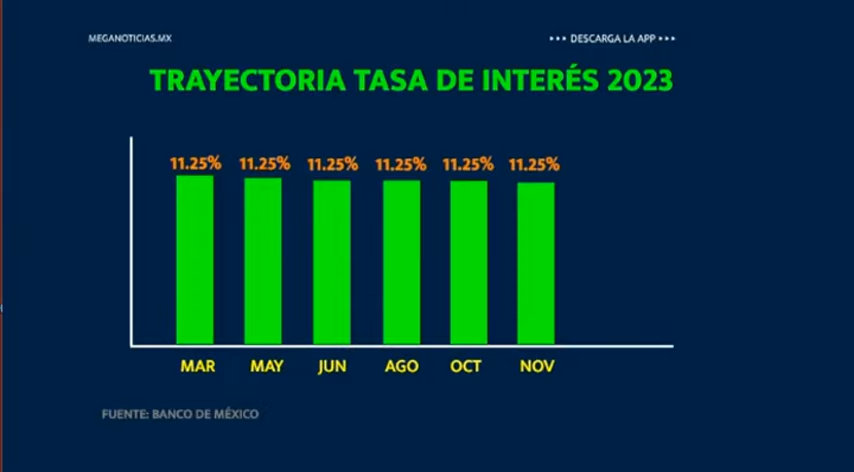 MEGANOTICIAS.MX
••• DESCARGA LA APP •••
TRAYECTORIA TASA DE INTERÉS 2023
11.25% 11.25% 11.25% 11.25% 11.25% 11.25%
MAR MAY JUN AGO OCT NOV
FUENTE: BANCO DE MÉXICO